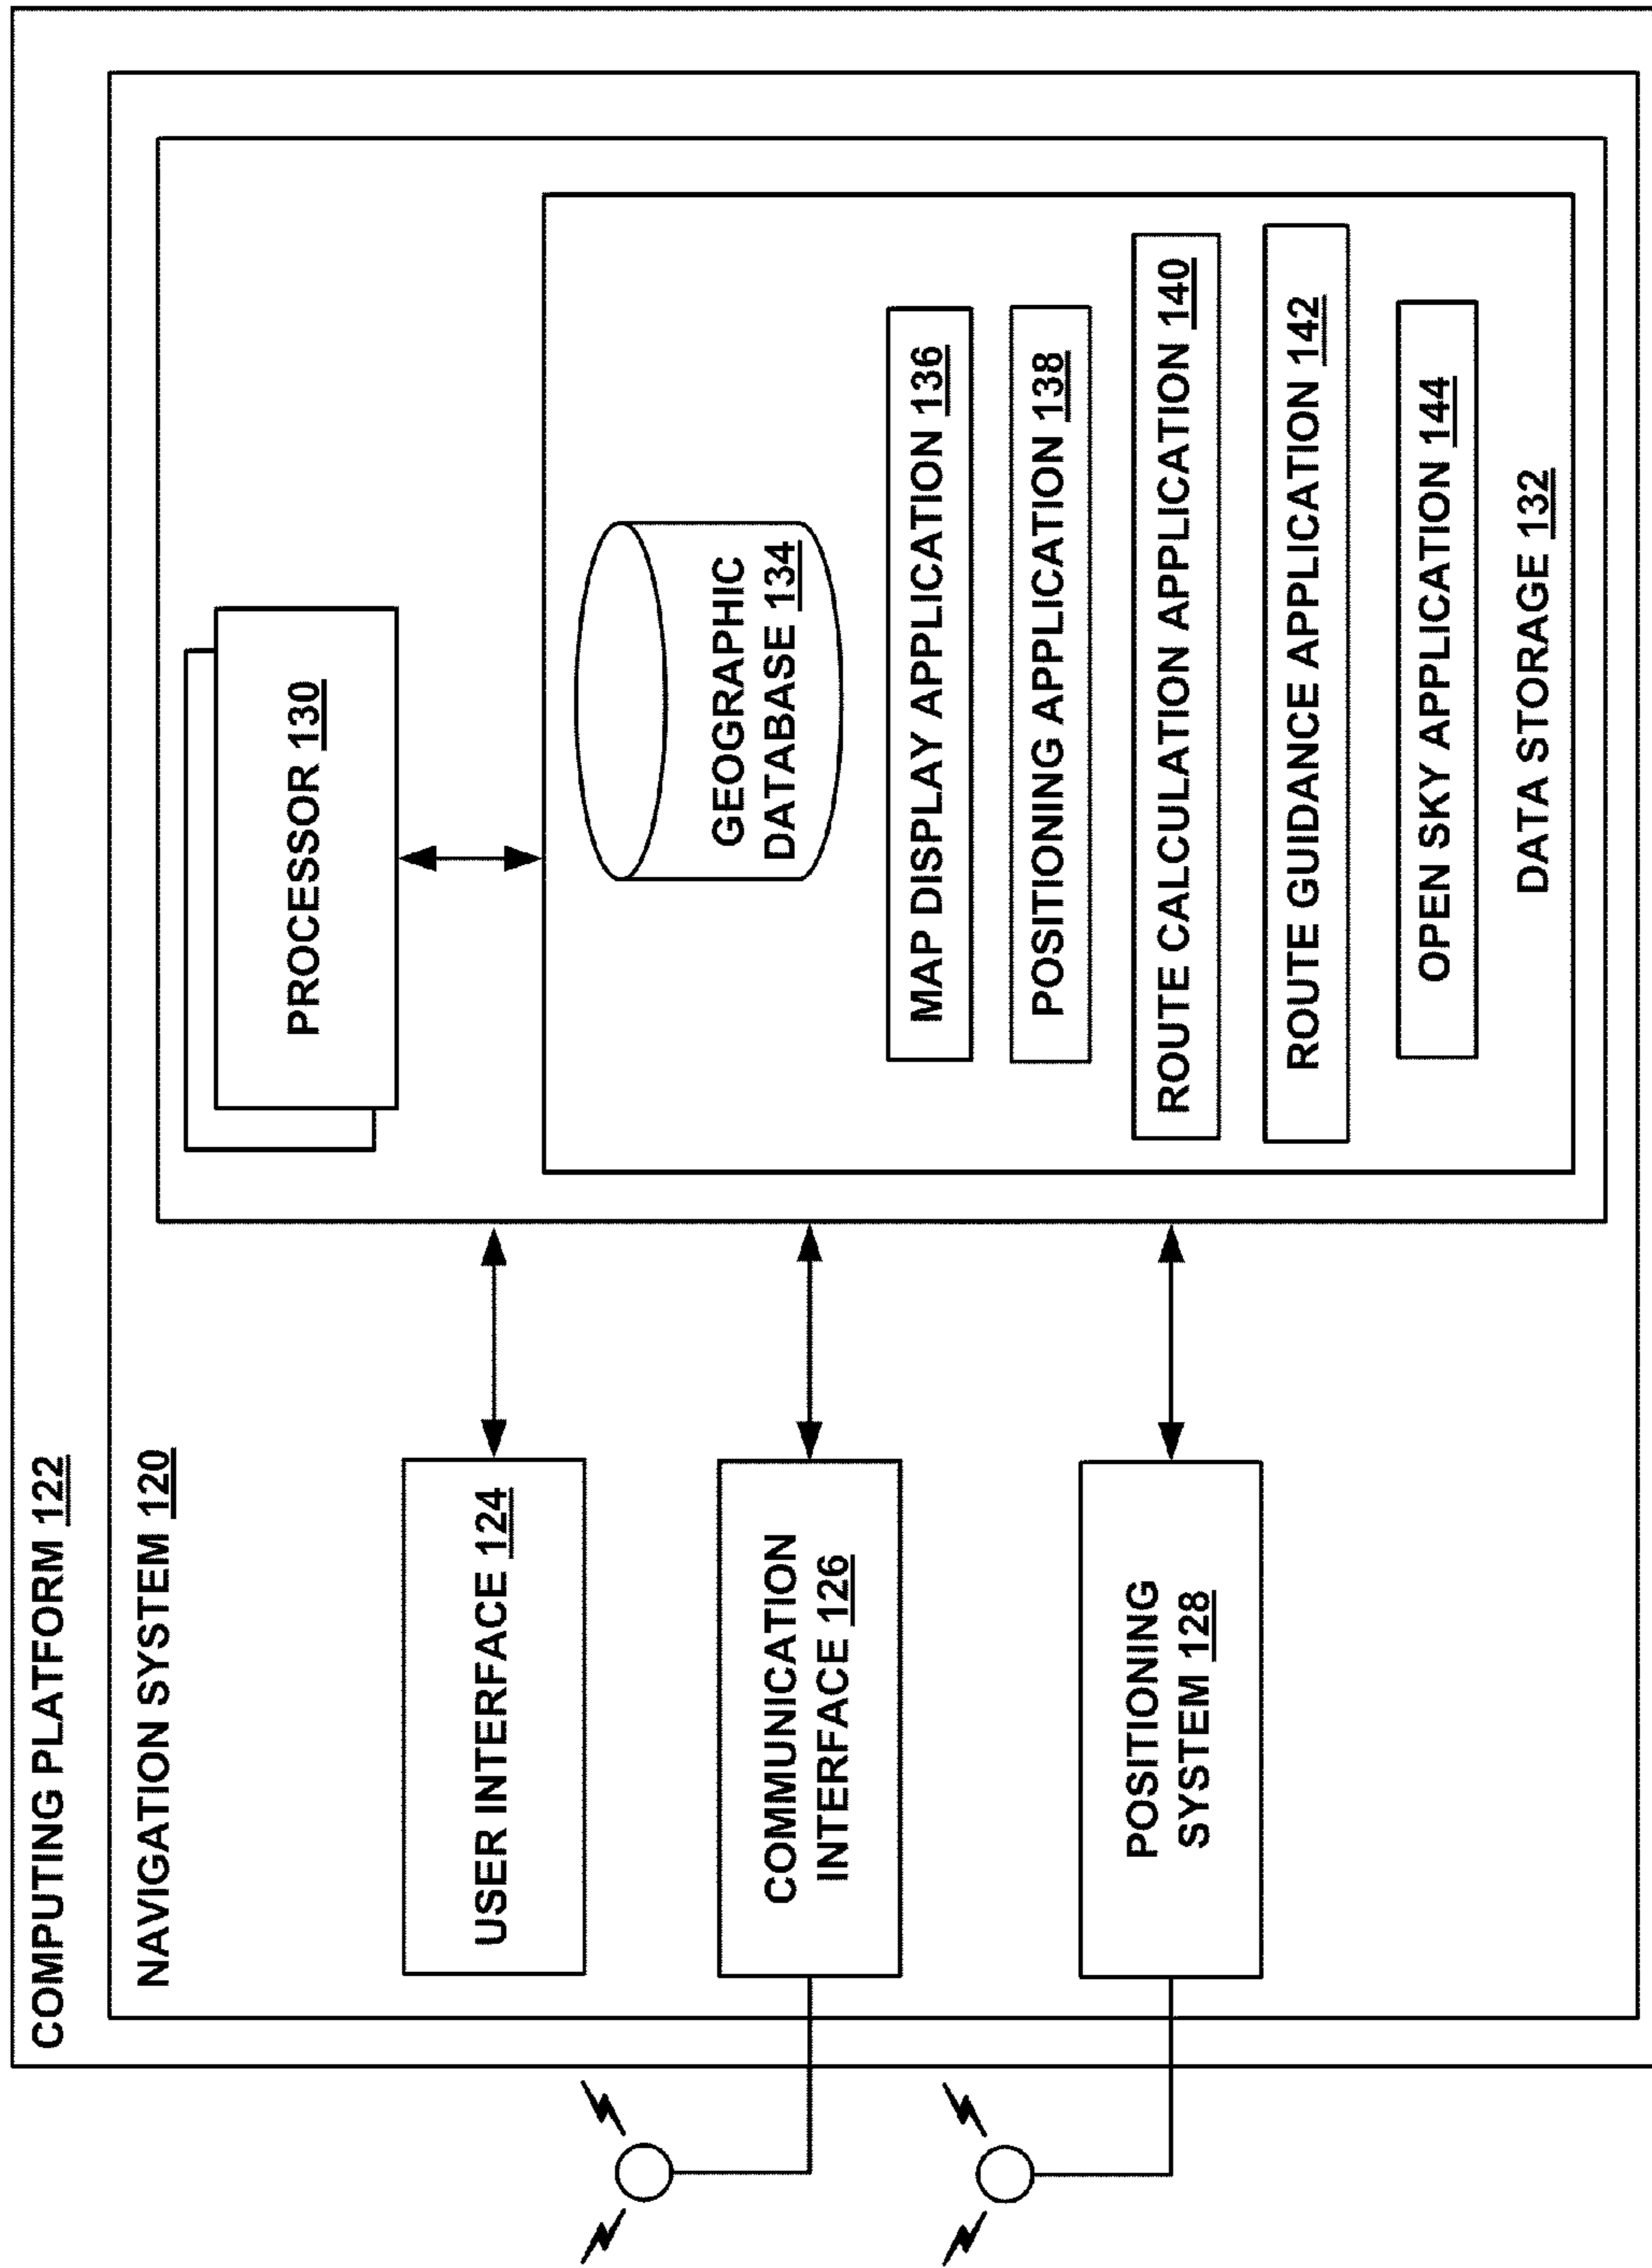 COMPUTING PLATFORM 122
NAVIGATION SYSTEM 120
USER INTERFACE 124
COMMUNICATION
INTERFACE 126
POSITIONING
SYSTEM 128
PROCESSOR 130
GEOGRAPHIC
DATABASE 134
MAP DISPLAY APPLICATION 136
POSITIONING APPLICATION 138
ROUTE CALCULATION APPLICATION 140
ROUTE GUIDANCE APPLICATION 142
OPEN SKY APPLICATION 144
DATA STORAGE 132